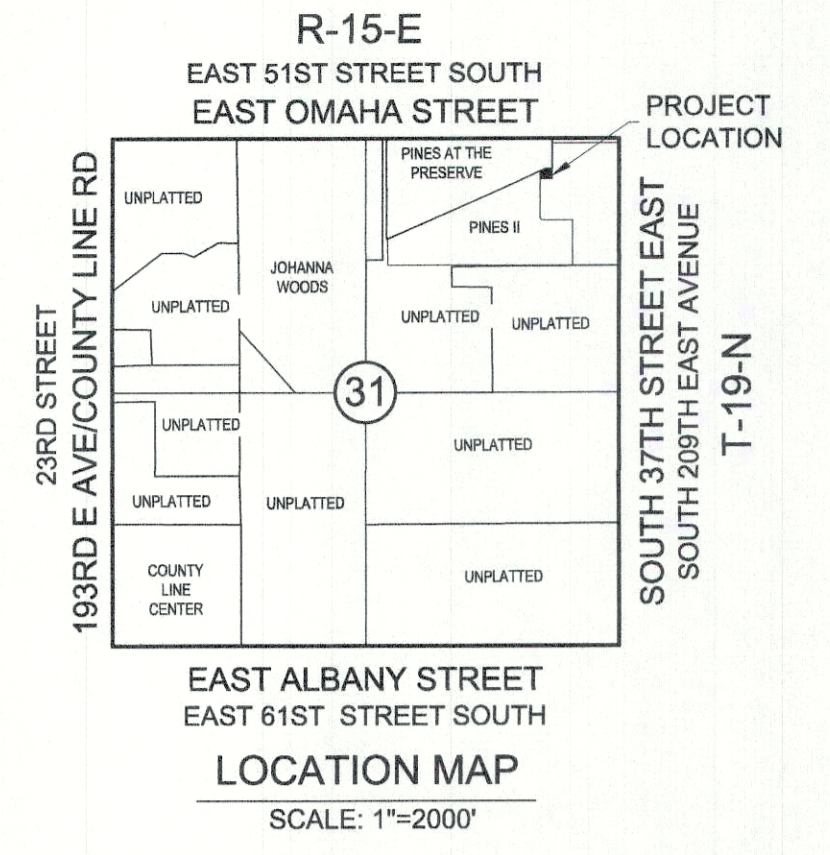 R-15-E
EAST 51ST STREET SOUTH
EAST OMAHA STREET
PROJECT
LOCATION
23RD STREET
193RD E AVE/COUNTY LINE RD
UNPLATTED
PINES AT THE
PRESERVE
PINES II
JOHANNA
WOODS
UNPLATTED
UNPLATTED
UNPLATTED
31
UNPLATTED
UNPLATTED
UNPLATTED
UNPLATTED
COUNTY
LINE
CENTER
UNPLATTED
SOUTH 37TH STREET EAST
SOUTH 209TH EAST AVENUE
T-19-N
EAST ALBANY STREET
EAST 61ST STREET SOUTH
LOCATION MAP
SCALE: 1"=2000'